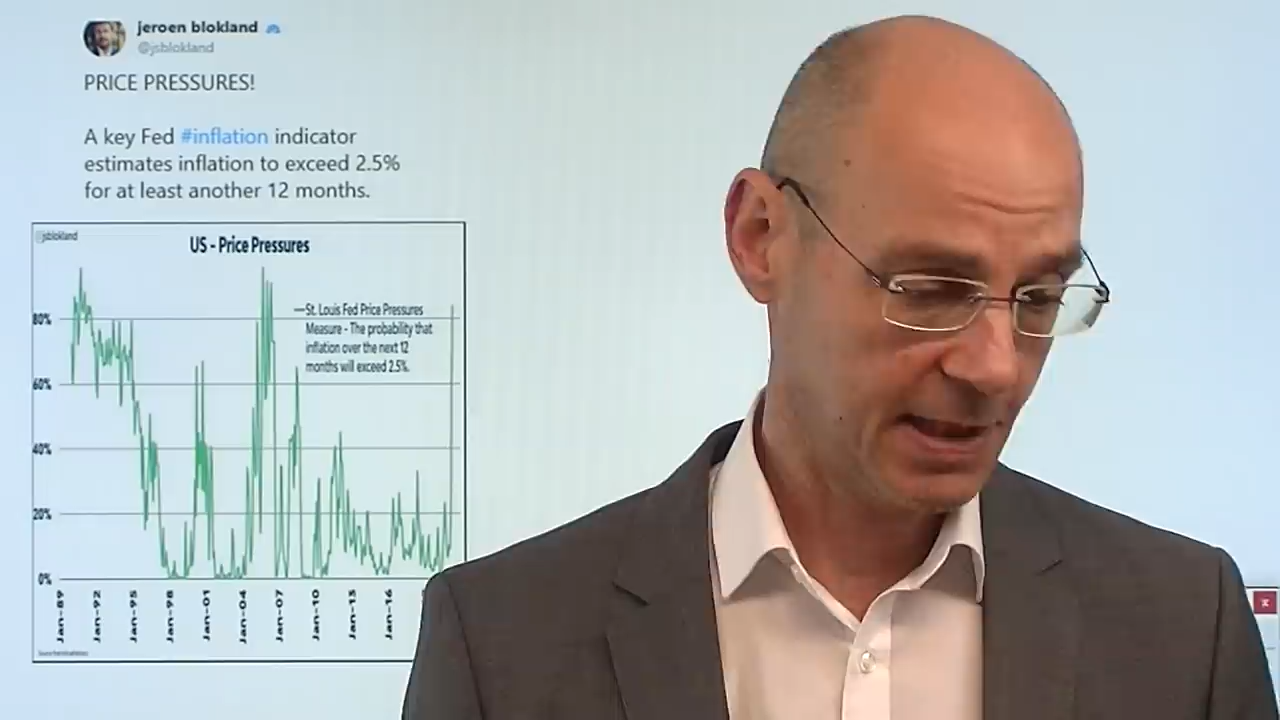 jeroen blokland
@jsblokland
PRICE PRESSURES!
A key Fed #inflation indicator
estimates inflation to exceed 2.5%
for at least another 12 months.
@jsblokland
US - Price Pressures
St. Louis Fed Price Pressures
Measure - The probability that
inflation over the next 12
months will exceed 2.5%.
80%
60%
40%
20%
0%
Jan-89
Jan-92
Jan-95
Jan-98
Jan-01
Jan-04
Jan-07
Jan-10
Jan-13
Jan-16